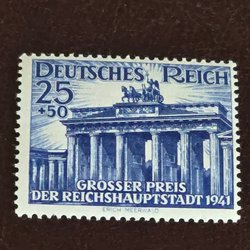 DEUTSCHES REICH
25
+50
GROSSER PREIS
DER REICHSHAUPTSTADT 1941
ERICH MEERWALD